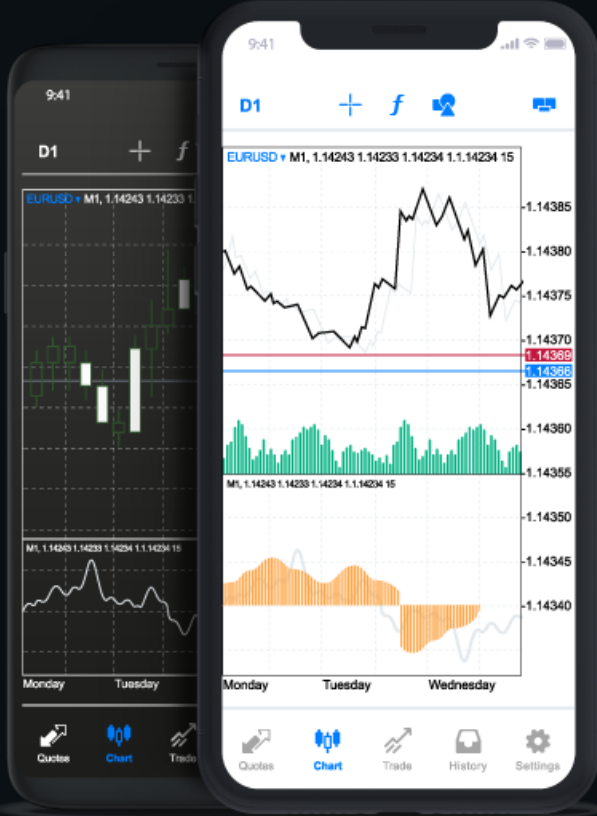 9:41
D1
f
EURUSD ▾ M1, 1.14243 1.14233 1.
M1, 1.14243 1.14233 1.14234 1.1.14234 15
Monday Tuesday
Quotes Chart Trade
9:41
D1
f
EURUSD ▾ M1, 1.14243 1.14233 1.14234 1.1.14234 15
1.14385
1.14380
1.14375
1.14370
1.14369
1.14366
1.14365
1.14360
1.14355
M1, 1.14243 1.14233 1.14234 1.1.14234 15
1.14350
1.14345
1.14340
Monday Tuesday Wednesday
Quotes Chart Trade History Settings